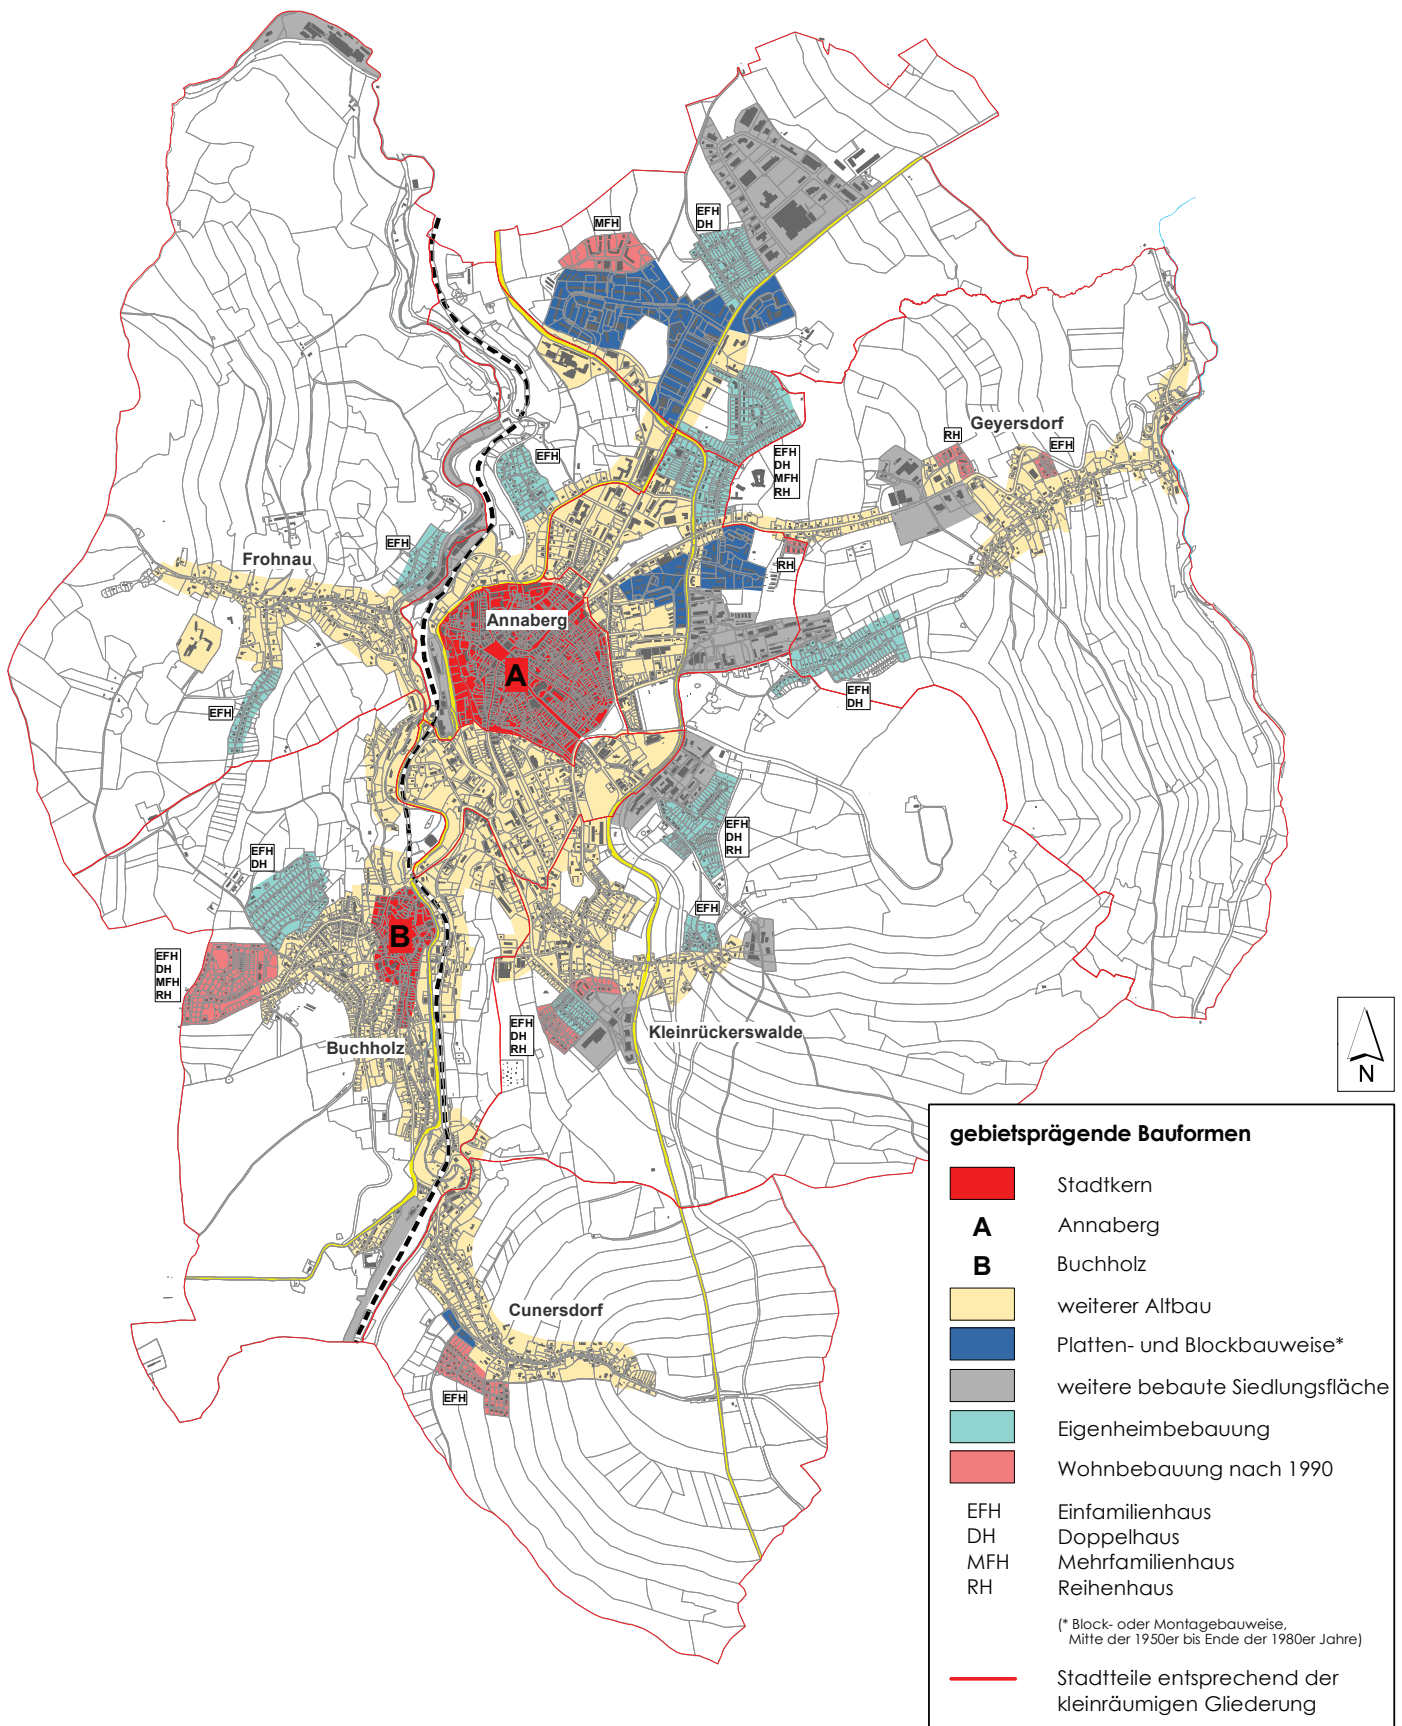 MFH
EFH
DH
Geyersdorf
RH
EFH
EFH
EFH
DH
MFH
RH
EFH
Frohnau
RH
Annaberg
A
EFH
DH
EFH
EFH
DH
RH
EFH
DH
EFH
B
EFH
DH
MFH
RH
EFH
DH
RH
Kleinrückerswalde
Buchholz
N
Cunersdorf
EFH
gebietsprägende Bauformen
Stadtkern
A Annaberg
B Buchholz
weiterer Altbau
Platten- und Blockbauweise*
weitere bebaute Siedlungsfläche
Eigenheimbebauung
Wohnbebauung nach 1990
EFH Einfamilienhaus
DH Doppelhaus
MFH Mehrfamilienhaus
RH Reihenhaus
(* Block- oder Montagebauweise,
Mitte der 1950er bis Ende der 1980er Jahre)
Stadtteile entsprechend der
kleinräumigen Gliederung